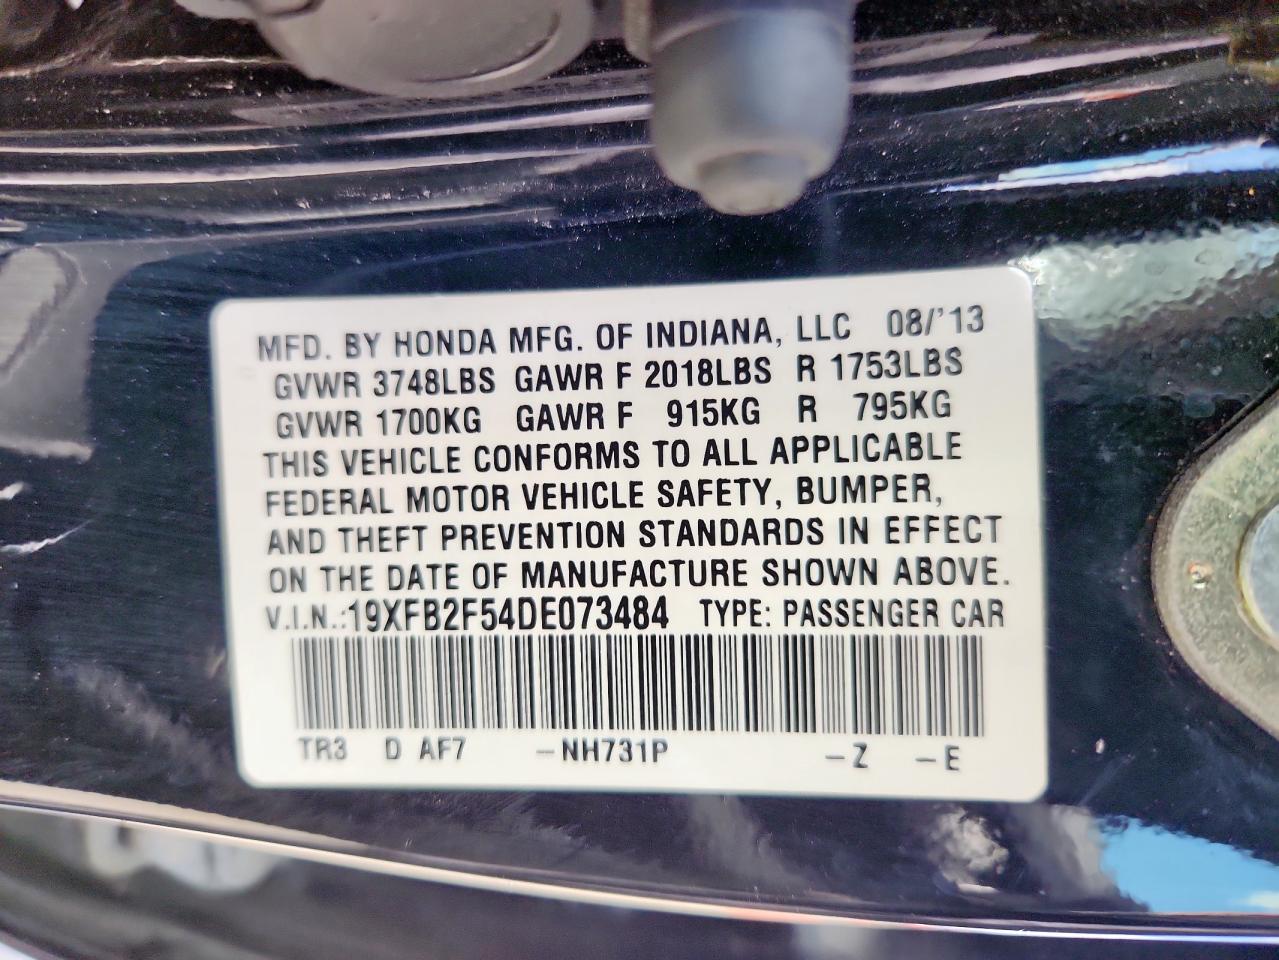 MFD. BY HONDA MFG. OF INDIANA, LLC 08/'13
GVWR 3748LBS GAWR F 2018LBS R 1753LBS
GVWR 1700KG GAWR F 915KG R 795KG
THIS VEHICLE CONFORMS TO ALL APPLICABLE
FEDERAL MOTOR VEHICLE SAFETY, BUMPER,
AND THEFT PREVENTION STANDARDS IN EFFECT
ON THE DATE OF MANUFACTURE SHOWN ABOVE.
V.I.N.:19XFB2F54DE073484 TYPE: PASSENGER CAR
TR3 D AF7 -NH731P -Z -E